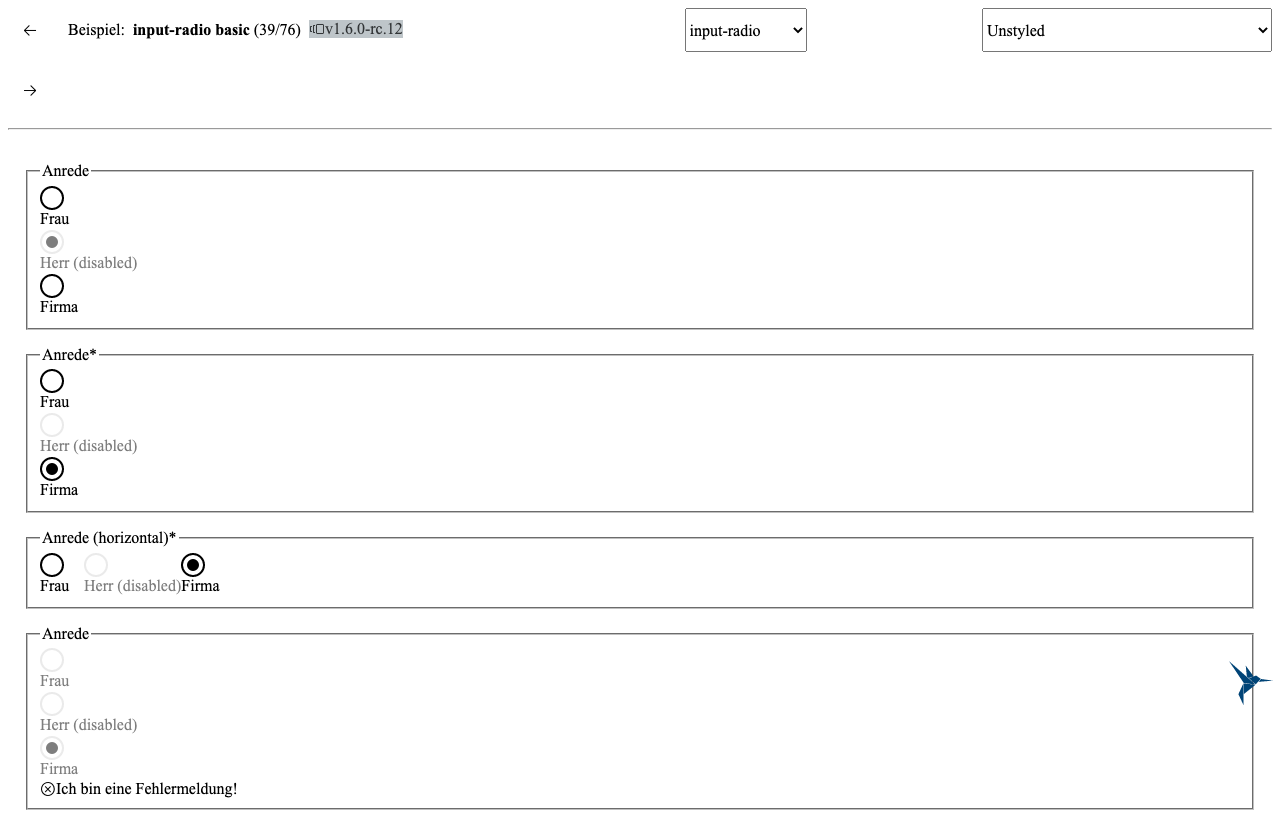 Beispiel: input-radio basic (39/76) v1.6.0-rc.12 input-radio Unstyled
Anrede
Frau
Herr (disabled)
Firma
Anrede*
Frau
Herr (disabled)
Firma
Anrede (horizontal)*
Frau Herr (disabled) Firma
Anrede
Frau
Herr (disabled)
Firma
Ich bin eine Fehlermeldung!